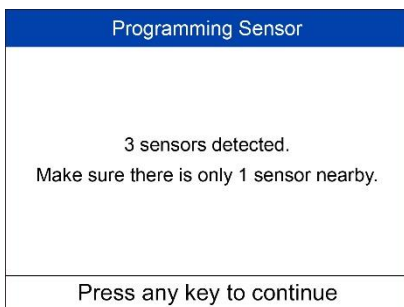 Programming Sensor
3 sensors detected.
Make sure there is only 1 sensor nearby.
Press any key to continue